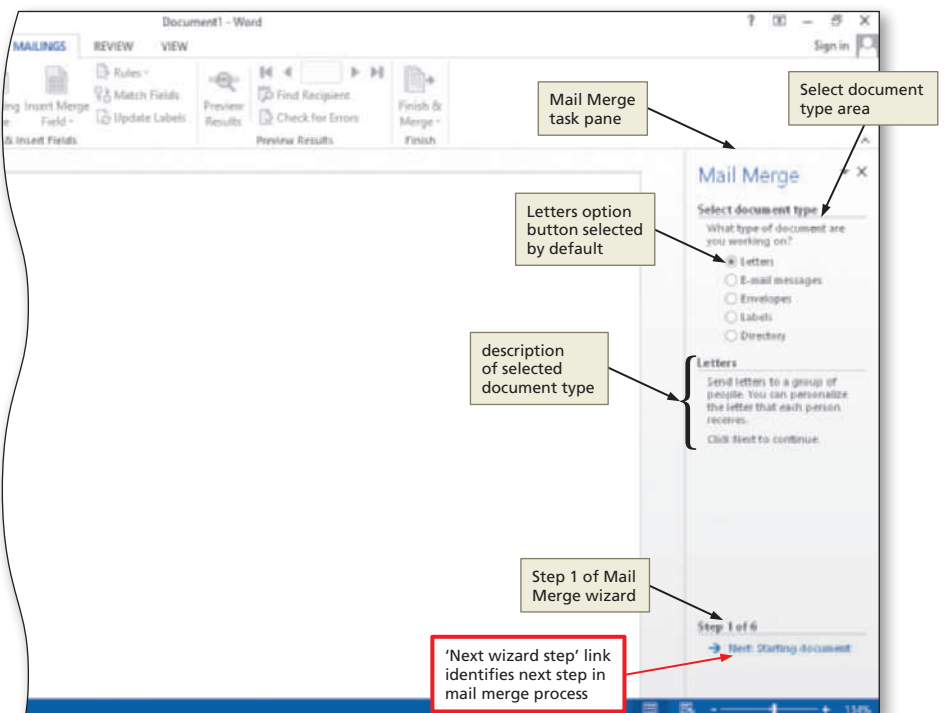 Document1 - Word
MAILINGS REVIEW VIEW
Sign in
Rules
Match Fields
Update Labels
Insert Merge
Field
& Insert Fields
Preview
Results
Find Recipient
Check for Errors
Preview Results
Finish &
Merge
Finish
Mail Merge
task pane
Select document
type area
Mail Merge
Select document type
What type of document are
you working on?
Letters
E-mail messages
Envelopes
Labels
Directory
Letters option
button selected
by default
description
of selected
document type
Letters
Send letters to a group of
people. You can personalize
the letter that each person
receives.
Click Next to continue.
Step 1 of Mail
Merge wizard
Step 1 of 6
Next: Starting document
'Next wizard step' link
identifies next step in
mail merge process
114%